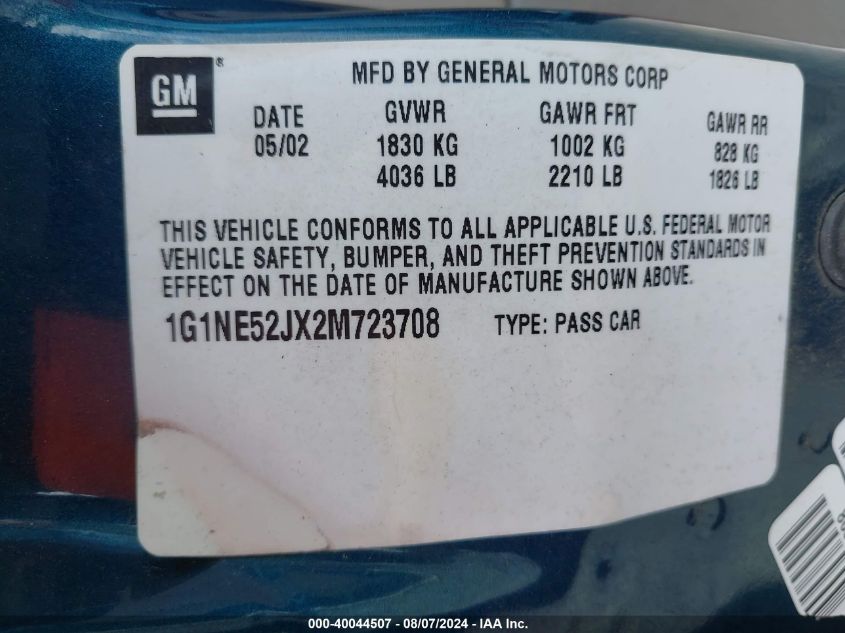 GM ®
MFD BY GENERAL MOTORS CORP
DATE GVWR GAWR FRT GAWR RR
05/02 1830 KG 1002 KG 828 KG
4036 LB 2210 LB 1826 LB
THIS VEHICLE CONFORMS TO ALL APPLICABLE U.S. FEDERAL MOTOR
VEHICLE SAFETY, BUMPER, AND THEFT PREVENTION STANDARDS IN
EFFECT ON THE DATE OF MANUFACTURE SHOWN ABOVE.
1G1NE52JX2M723708 TYPE: PASS CAR
000-40044507 - 08/07/2024 - IAA Inc.